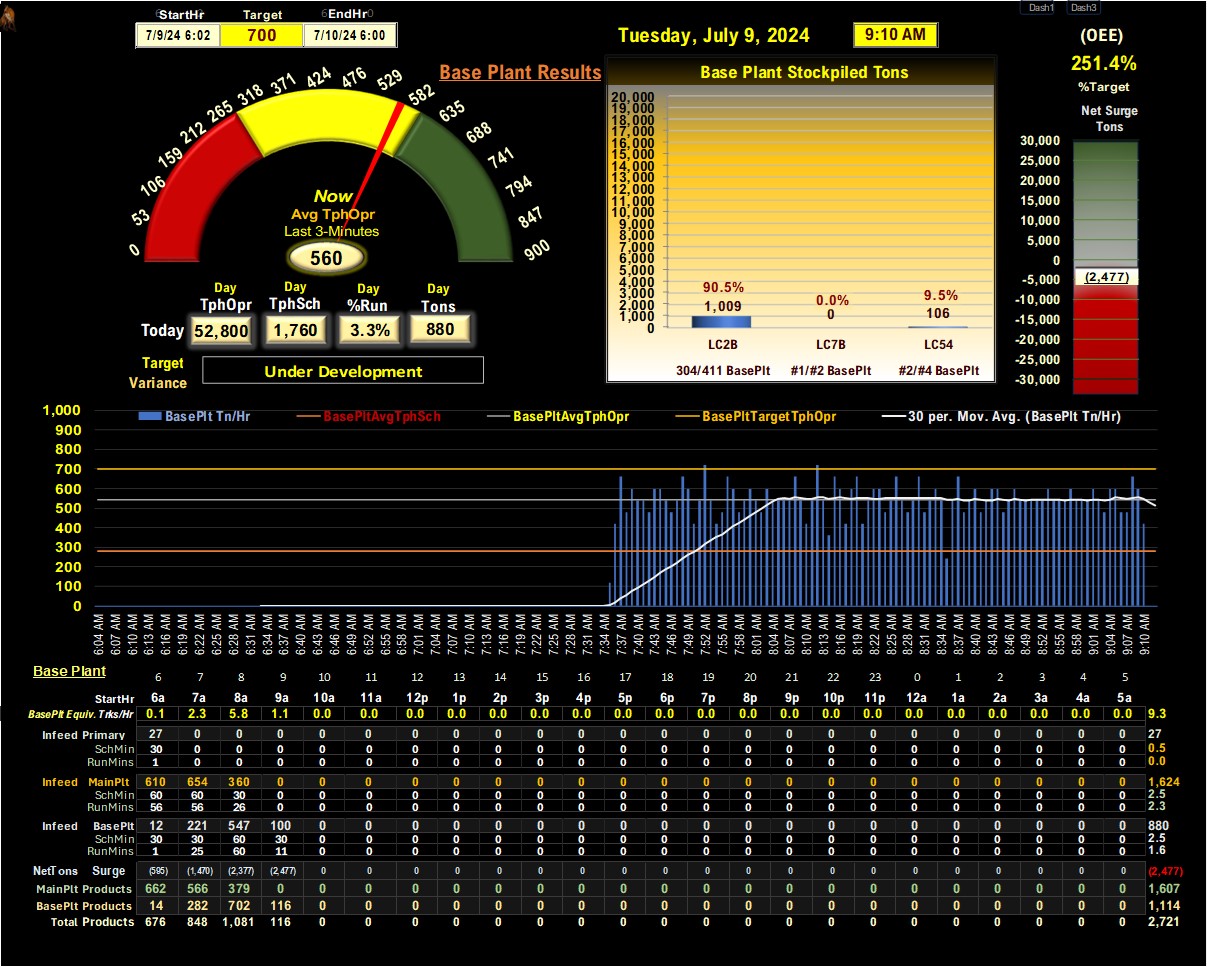 Dash1 Dash3
StartHr Target EndHr
7/9/24 6:02 700 7/10/24 6:00
Tuesday, July 9, 2024 9:10 AM
(OEE)
251.4%
%Target
Net Surge
Tons
30,000
25,000
20,000
15,000
10,000
5,000
0
-5,000
(2,477)
-10,000
-15,000
-20,000
-25,000
-30,000
Base Plant Results
0 53 106 159 212 265 318 371 424 476 529 582 635 688 741 794 847 900
Now
Avg TphOpr
Last 3-Minutes
560
Day Day Day Day
TphOpr TphSch %Run Tons
Today 52,800 1,760 3.3% 880
Target
Variance
Under Development
Base Plant Stockpiled Tons
20,000
19,000
18,000
17,000
16,000
15,000
14,000
13,000
12,000
11,000
10,000
9,000
8,000
7,000
6,000
5,000
4,000
3,000
2,000
1,000
0
90.5% 0.0% 9.5%
1,009 0 106
LC2B LC7B LC54
304/411 BasePlt #1/#2 BasePlt #2/#4 BasePlt
BasePlt Tn/Hr BasePltAvgTphSch BasePltAvgTphOpr BasePltTargetTphOpr 30 per. Mov. Avg. (BasePlt Tn/Hr)
1,000
900
800
700
600
500
400
300
200
100
0
6:04 AM 6:07 AM 6:13 AM 6:16 AM 6:16 AM 6:19 AM 6:22 AM 6:25 AM 6:28 AM 6:31 AM 6:34 AM 6:37 AM 6:40 AM 6:43 AM 6:46 AM 6:49 AM 6:52 AM 6:55 AM 6:58 AM 7:01 AM 7:04 AM 7:07 AM 7:10 AM 7:13 AM 7:16 AM 7:19 AM 7:22 AM 7:25 AM 7:28 AM 7:31 AM 7:34 AM 7:37 AM 7:40 AM 7:43 AM 7:46 AM 7:49 AM 7:52 AM 7:55 AM 7:58 AM 8:01 AM 8:04 AM 8:07 AM 8:10 AM 8:13 AM 8:16 AM 8:19 AM 8:22 AM 8:25 AM 8:28 AM 8:31 AM 8:34 AM 8:37 AM 8:40 AM 8:43 AM 8:46 AM 8:49 AM 8:52 AM 8:55 AM 8:58 AM 9:01 AM 9:04 AM 9:07 AM 9:10 AM
Base Plant
6 7 8 9 10 11 12 13 14 15 16 17 18 19 20 21 22 23 0 1 2 3 4 5
StartHr 6a 7a 8a 9a 10a 11a 12p 1p 2p 3p 4p 5p 6p 7p 8p 9p 10p 11p 12a 1a 2a 3a 4a 5a
BasePlt Equiv. Trks/Hr 0.1 2.3 5.8 1.1 0.0 0.0 0.0 0.0 0.0 0.0 0.0 0.0 0.0 0.0 0.0 0.0 0.0 0.0 0.0 0.0 0.0 0.0 0.0 0.0 9.3
Infeed Primary 27 0 0 0 0 0 0 0 0 0 0 0 0 0 0 0 0 0 0 0 0 0 0 0 27
SchMin 30 0 0 0 0 0 0 0 0 0 0 0 0 0 0 0 0 0 0 0 0 0 0 0 0.5
RunMins 1 0 0 0 0 0 0 0 0 0 0 0 0 0 0 0 0 0 0 0 0 0 0 0 0.0
Infeed MainPlt 610 654 360 0 0 0 0 0 0 0 0 0 0 0 0 0 0 0 0 0 0 0 0 0 1,624
SchMin 60 60 30 0 0 0 0 0 0 0 0 0 0 0 0 0 0 0 0 0 0 0 0 0 2.5
RunMins 56 56 26 0 0 0 0 0 0 0 0 0 0 0 0 0 0 0 0 0 0 0 0 0 2.3
Infeed BasePlt 12 221 547 100 0 0 0 0 0 0 0 0 0 0 0 0 0 0 0 0 0 0 0 0 880
SchMin 30 30 60 30 0 0 0 0 0 0 0 0 0 0 0 0 0 0 0 0 0 0 0 0 2.5
RunMins 1 25 60 11 0 0 0 0 0 0 0 0 0 0 0 0 0 0 0 0 0 0 0 0 1.6
NetTons Surge (595) (1,470) (2,377) (2,477) 0 0 0 0 0 0 0 0 0 0 0 0 0 0 0 0 0 0 0 0 (2,477)
MainPlt Products 662 566 379 0 0 0 0 0 0 0 0 0 0 0 0 0 0 0 0 0 0 0 0 0 1,607
BasePlt Products 14 282 702 116 0 0 0 0 0 0 0 0 0 0 0 0 0 0 0 0 0 0 0 0 1,114
Total Products 676 848 1,081 116 0 0 0 0 0 0 0 0 0 0 0 0 0 0 0 0 0 0 0 0 2,721